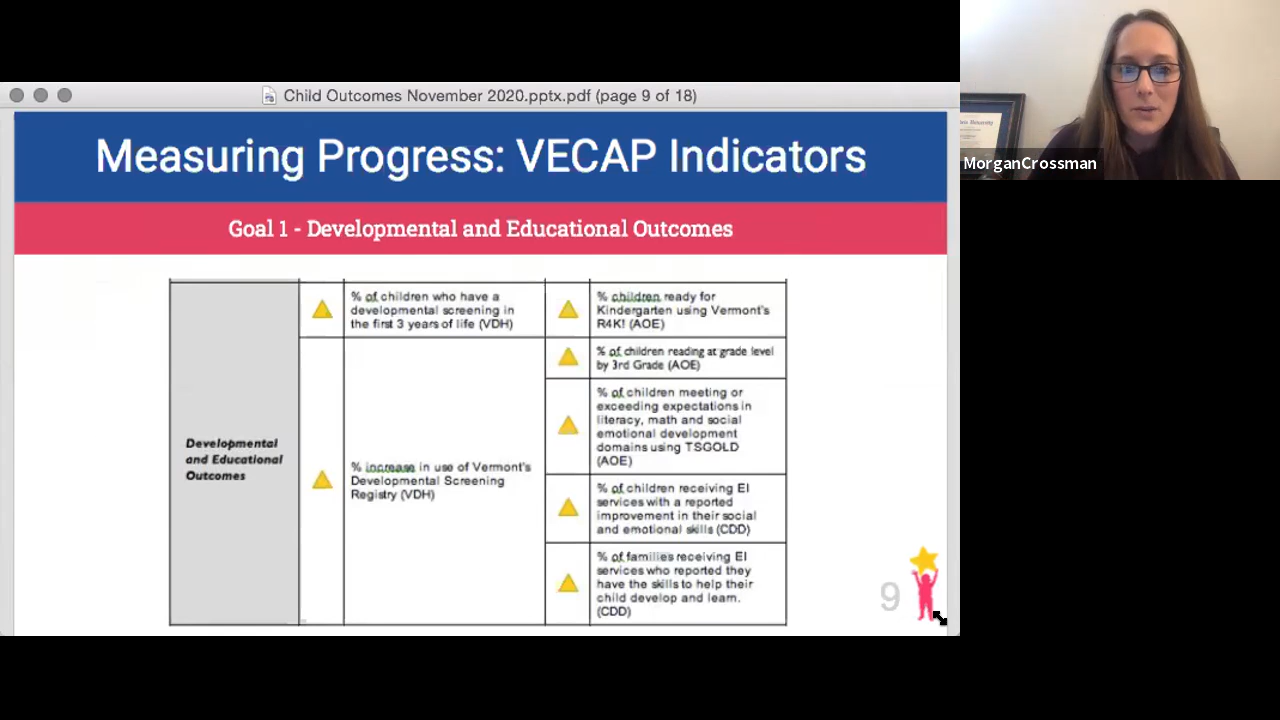 Child Outcomes November 2020.pptx.pdf (page 9 of 18)
MorganCrossman
Measuring Progress: VECAP Indicators
Goal 1 - Developmental and Educational Outcomes
Developmental
and Educational
Outcomes
% of children who have a
developmental screening in
the first 3 years of life (VDH)
% increase in use of Vermont's
Developmental Screening
Registry (VDH)
% children ready for
Kindergarten using Vermont's
R4K! (AOE)
% of children reading at grade level
by 3rd Grade (AOE)
% of children meeting or
exceeding expectations in
literacy, math and social
emotional development
domains using TSGOLD
(AOE)
% of children receiving EI
services with a reported
improvement in their social
and emotional skills (CDD)
% of families receiving EI
services who reported they
have the skills to help their
child develop and learn.
(CDD)
9